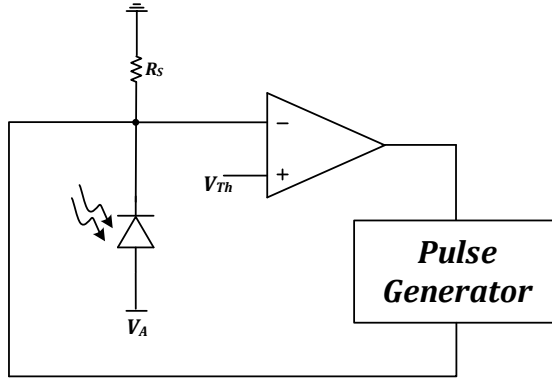 R_S
−
V_Th
+
Pulse
Generator
V_A